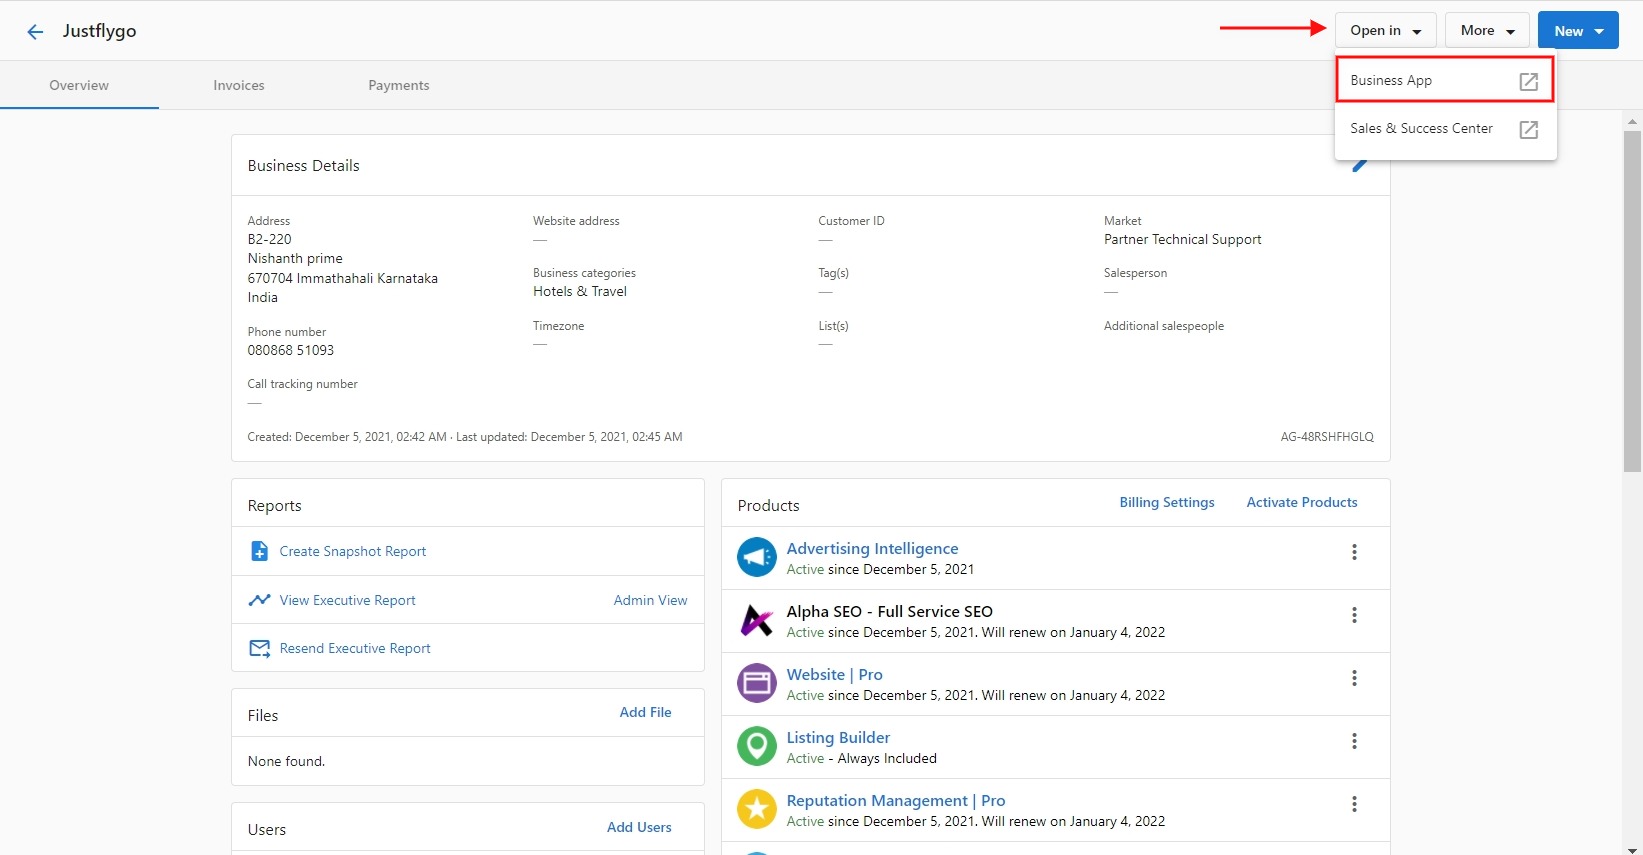 Justflygo
Open in
More
New
Business App
Sales & Success Center
Overview
Invoices
Payments
Business Details
Address
B2-220
Nishanth prime
670704 Immathahali Karnataka
India
Phone number
080868 51093
Call tracking number
—
Website address
—
Business categories
Hotels & Travel
Timezone
—
Customer ID
—
Tag(s)
—
List(s)
—
Market
Partner Technical Support
Salesperson
—
Additional salespeople
Created: December 5, 2021, 02:42 AM · Last updated: December 5, 2021, 02:45 AM
AG-48RSHFHGLQ
Reports
Create Snapshot Report
View Executive Report
Admin View
Resend Executive Report
Files
Add File
None found.
Users
Add Users
Products
Billing Settings
Activate Products
Advertising Intelligence
Active since December 5, 2021
Alpha SEO - Full Service SEO
Active since December 5, 2021. Will renew on January 4, 2022
Website | Pro
Active since December 5, 2021. Will renew on January 4, 2022
Listing Builder
Active - Always Included
Reputation Management | Pro
Active since December 5, 2021. Will renew on January 4, 2022